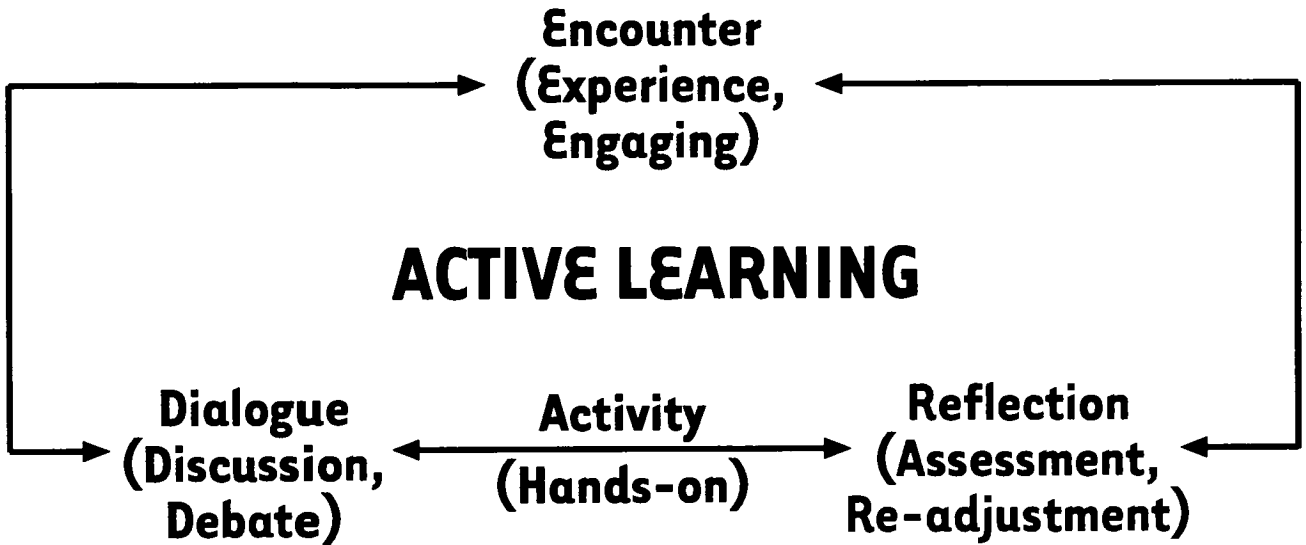 Encounter
(Experience,
Engaging)
ACTIVE LEARNING
Dialogue
(Discussion,
Debate)
Activity
(Hands-on)
Reflection
(Assessment,
Re-adjustment)